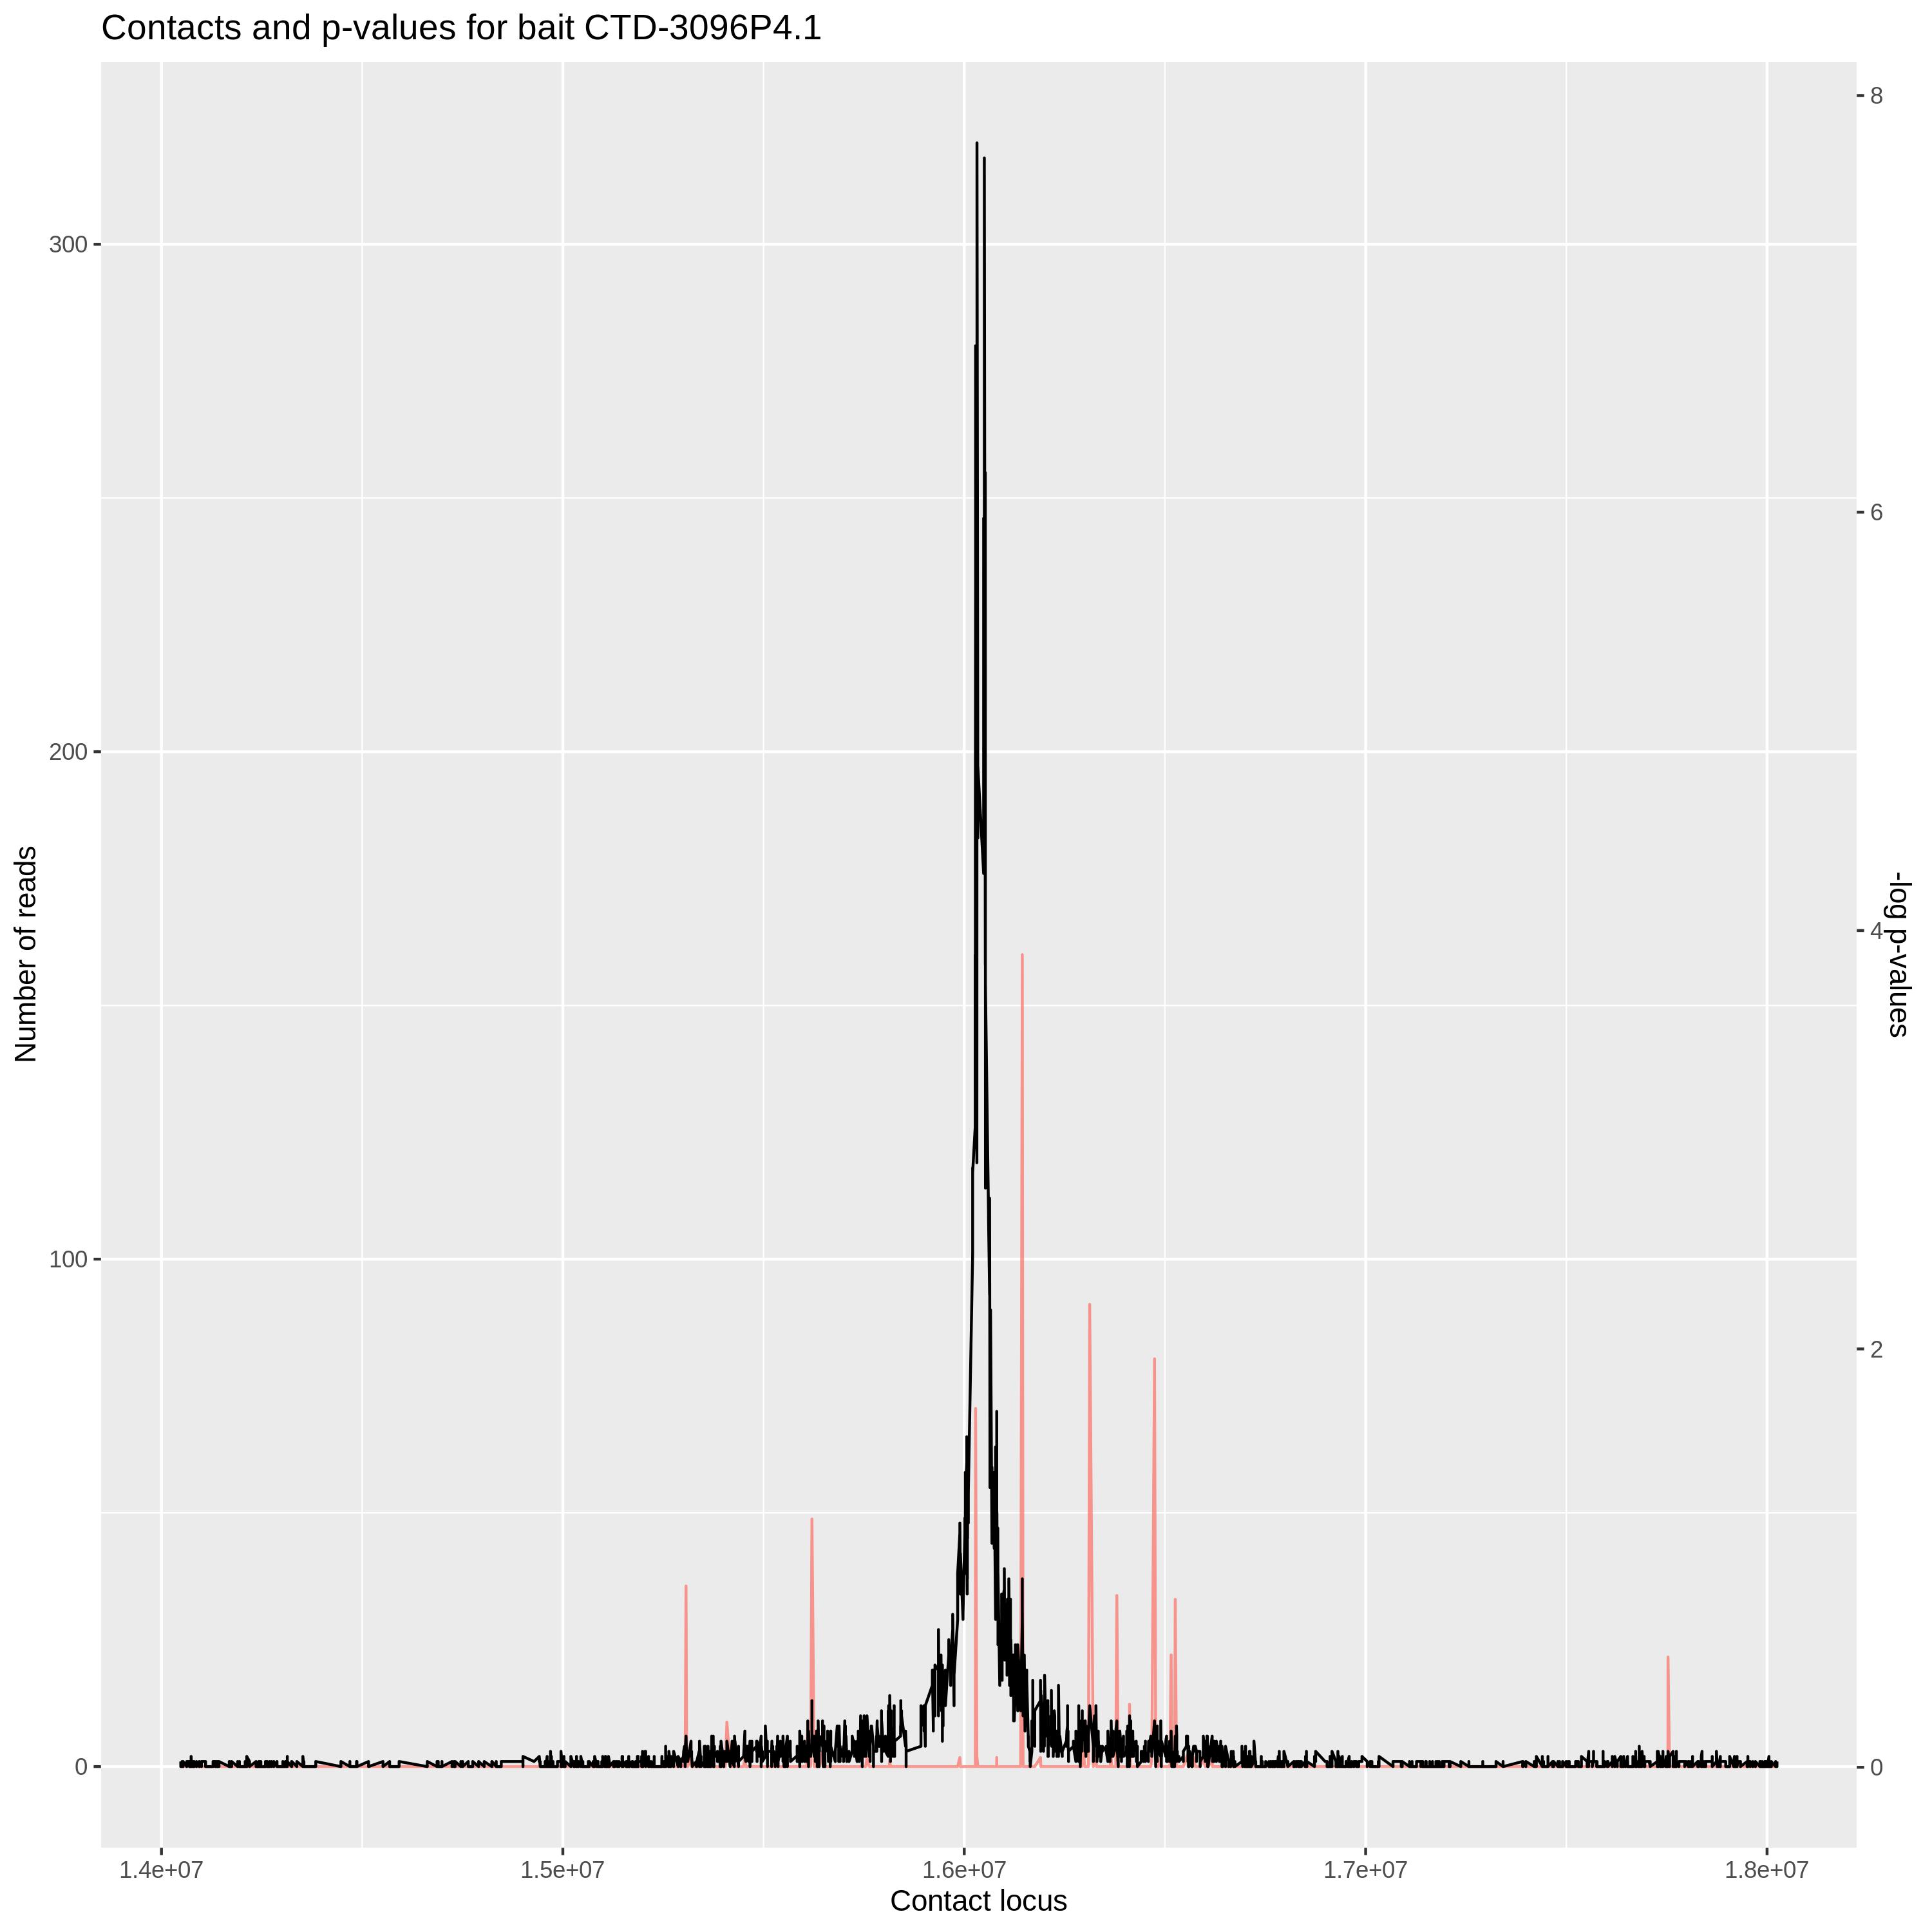 Contacts and p-values for bait CTD-3096P4.1
300
200
100
0
Number of reads
8
6
4
2
0
-log p-values
1.4e+07
1.5e+07
1.6e+07
1.7e+07
1.8e+07
Contact locus